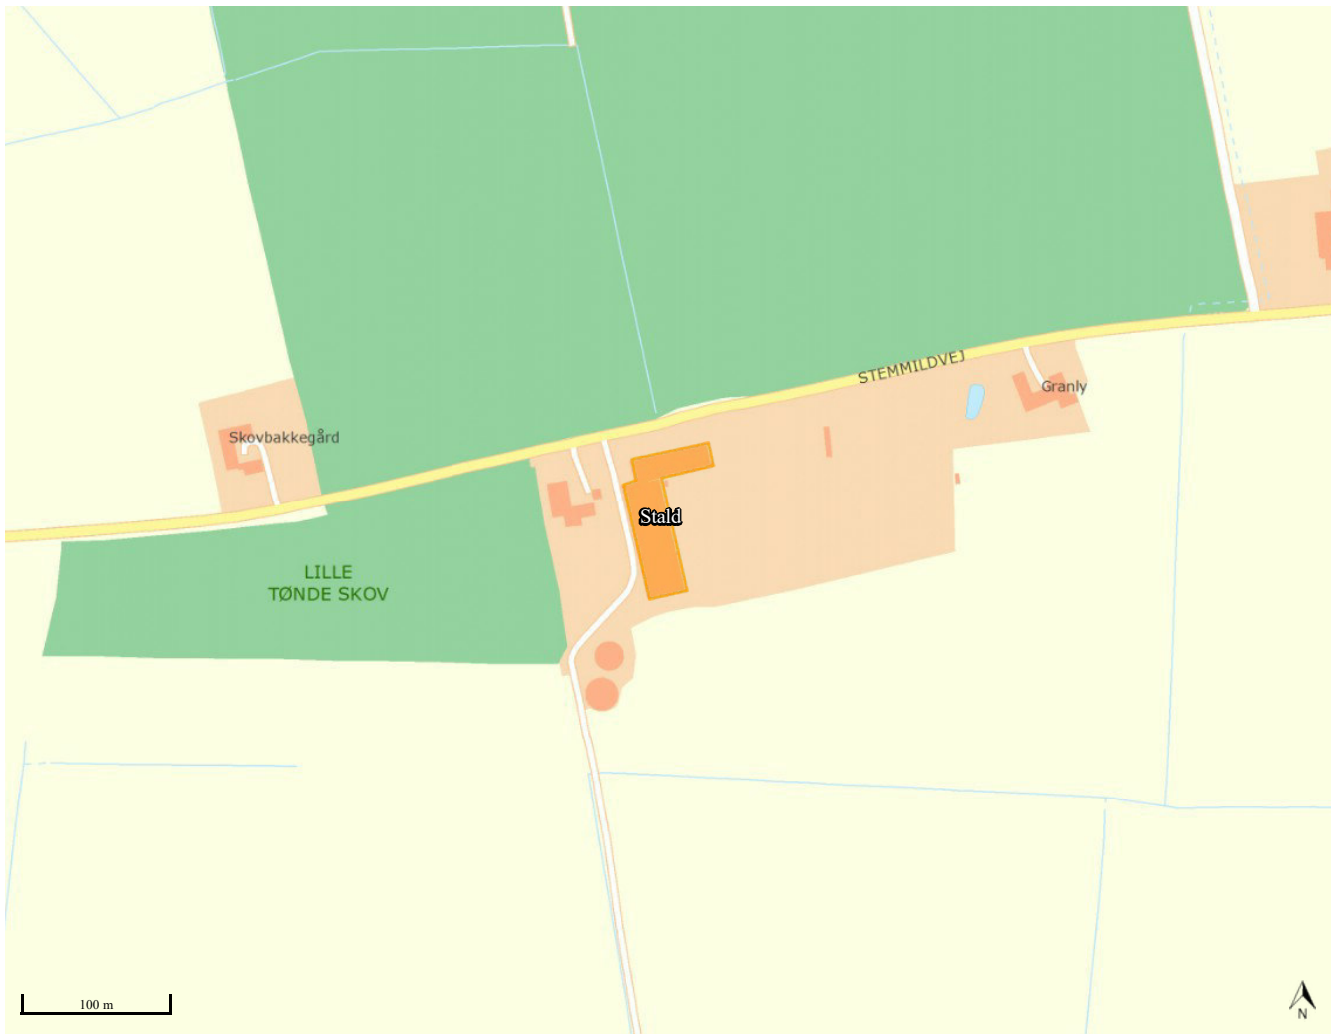 STEMMILDVEJ
Granly
Skovbakkegård
Stald
LILLE
TØNDE SKOV
100 m
N